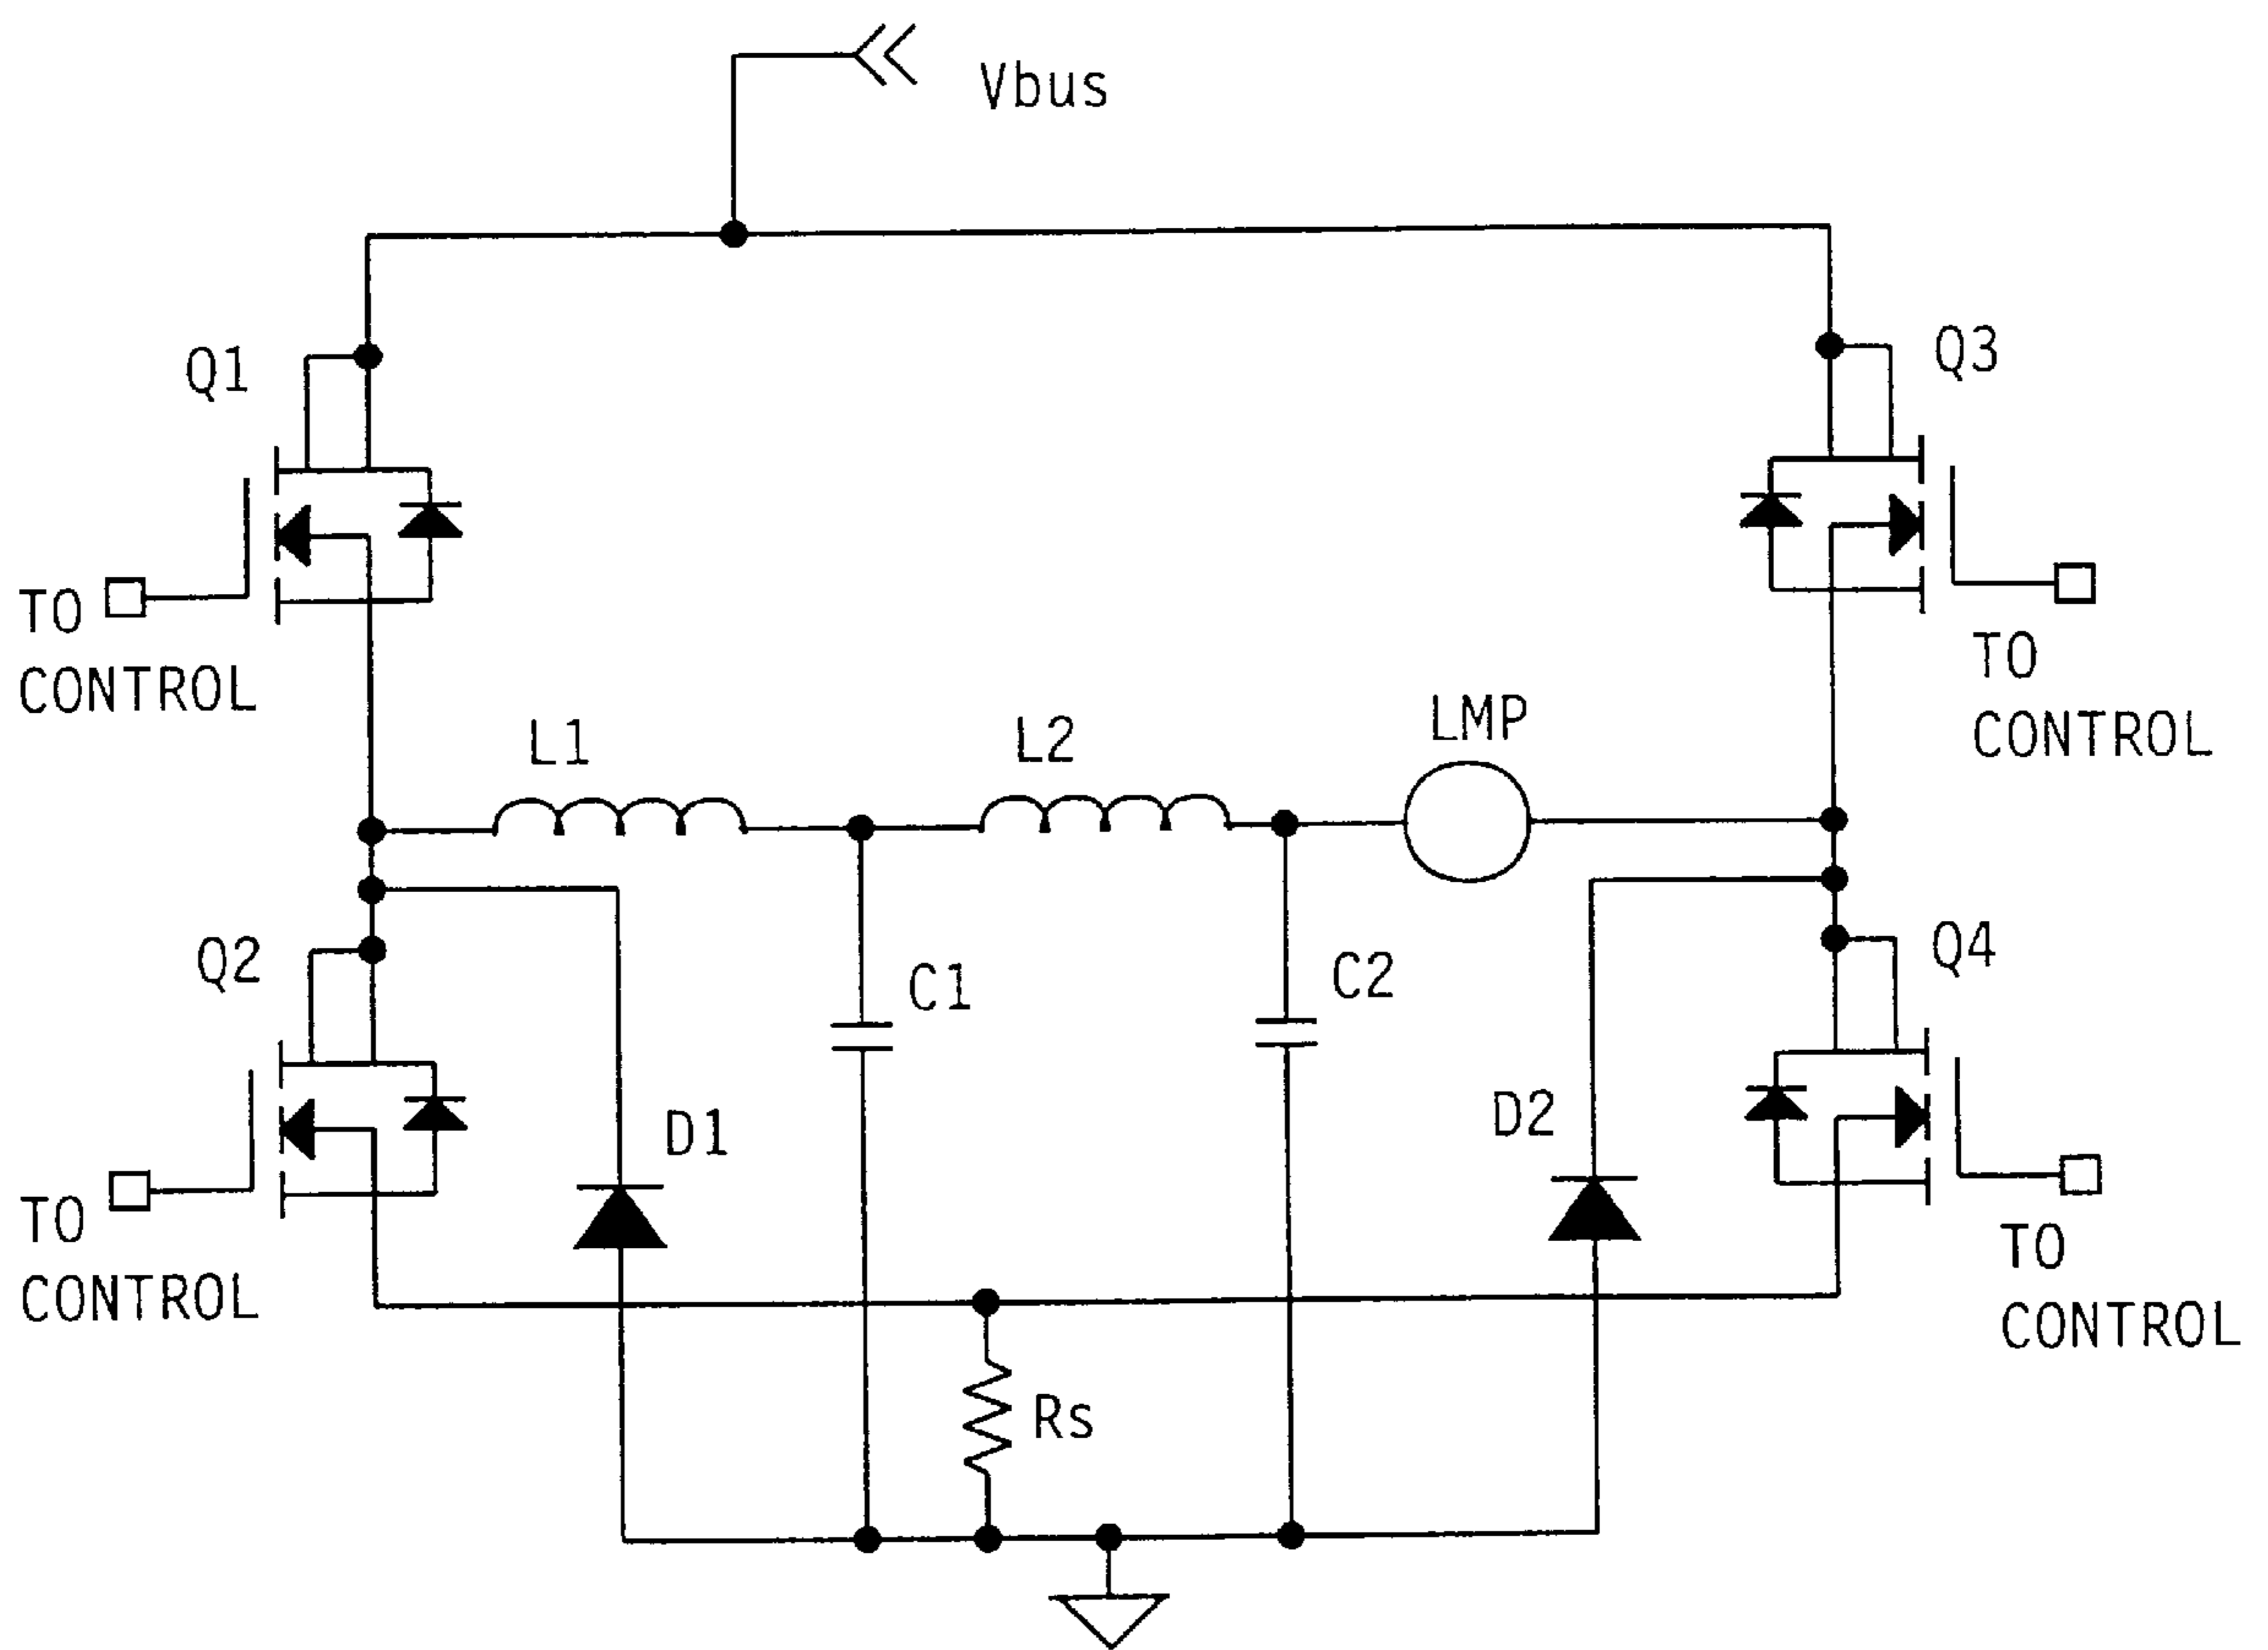 Vbus
Q1
Q3
TO
CONTROL
TO
CONTROL
L1
L2
LMP
Q2
Q4
C1
C2
D1
D2
TO
CONTROL
TO
CONTROL
Rs